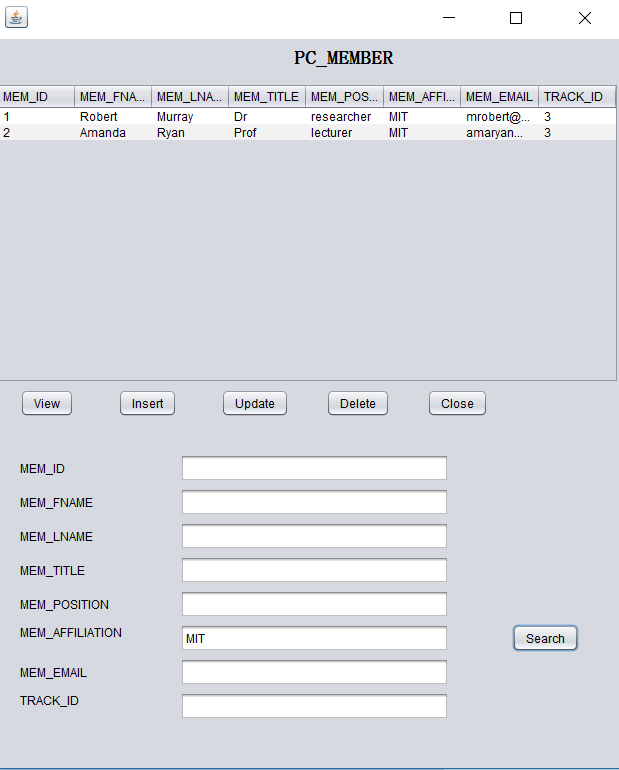 PC_MEMBER
MEM_ID MEM_FNA... MEM_LNA... MEM_TITLE MEM_POS... MEM_AFFI... MEM_EMAIL TRACK_ID
1 Robert Murray Dr researcher MIT mrobert@... 3
2 Amanda Ryan Prof lecturer MIT amaryan... 3
View Insert Update Delete Close
MEM_ID
MEM_FNAME
MEM_LNAME
MEM_TITLE
MEM_POSITION
MEM_AFFILIATION MIT Search
MEM_EMAIL
TRACK_ID